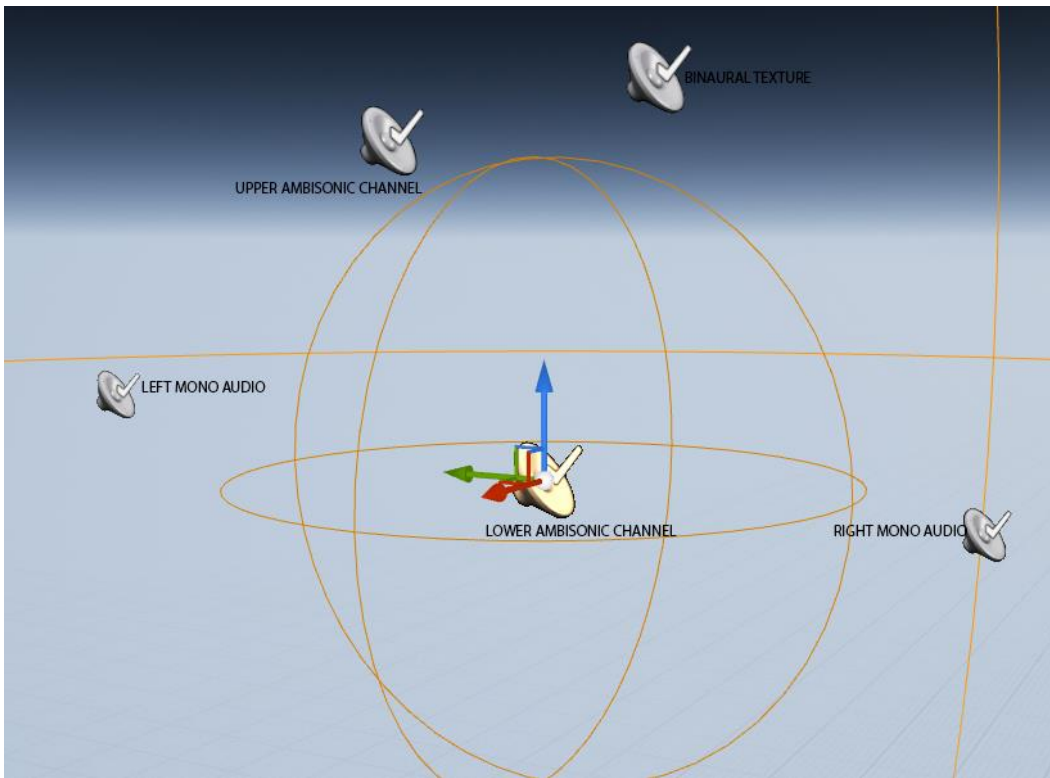 BINAURAL TEXTURE
UPPER AMBISONIC CHANNEL
LEFT MONO AUDIO
LOWER AMBISONIC CHANNEL
RIGHT MONO AUDIO